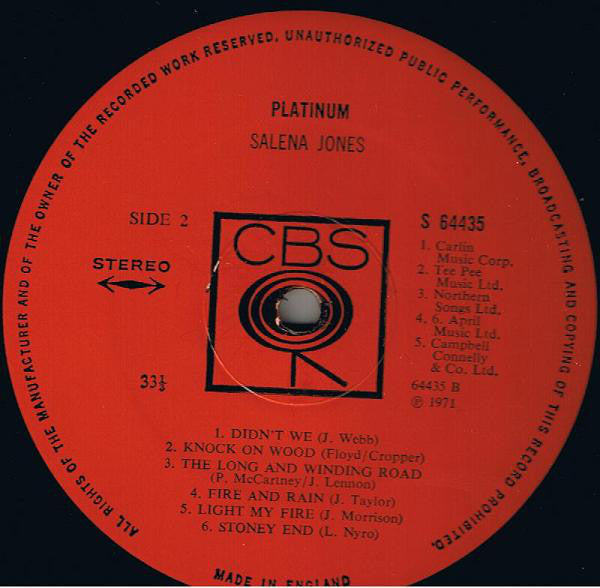 ALL RIGHTS OF THE MANUFACTURER AND OF THE OWNER OF THE RECORDED WORK RESERVED. UNAUTHORIZED PUBLIC PERFORMANCE, BROADCASTING AND COPYING OF THIS RECORD PROHIBITED.
PLATINUM
SALENA JONES
SIDE 2
STEREO
33⅓
CBS
S 64435
1. Carlin
Music Corp.
2. Tee Pee
Music Ltd.
3. Northern
Songs Ltd.
4. 6. April
Music Ltd.
5. Campbell
Connelly
& Co. Ltd.
64435 B
℗ 1971
1. DIDN'T WE (J. Webb)
2. KNOCK ON WOOD (Floyd/Cropper)
3. THE LONG AND WINDING ROAD
(P. McCartney/J. Lennon)
4. FIRE AND RAIN (J. Taylor)
5. LIGHT MY FIRE (J. Morrison)
6. STONEY END (L. Nyro)
MADE IN ENGLAND